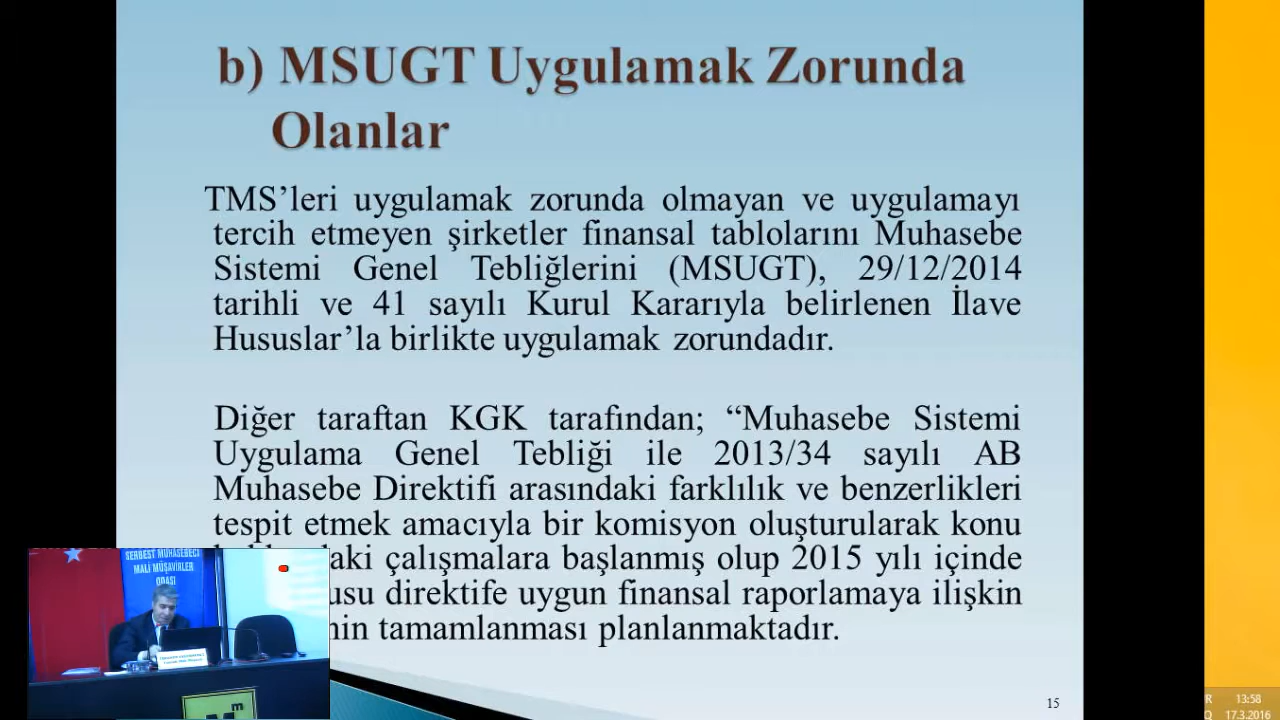 b) MSUGT Uygulamak Zorunda
Olanlar
TMS’leri uygulamak zorunda olmayan ve uygulamayı
tercih etmeyen şirketler finansal tablolarını Muhasebe
Sistemi Genel Tebliğlerini (MSUGT), 29/12/2014
tarihli ve 41 sayılı Kurul Kararıyla belirlenen İlave
Hususlar’la birlikte uygulamak zorundadır.
Diğer taraftan KGK tarafından; “Muhasebe Sistemi
Uygulama Genel Tebliği ile 2013/34 sayılı AB
Muhasebe Direktifi arasındaki farklılık ve benzerlikleri
tespit etmek amacıyla bir komisyon oluşturularak konu
çalışmalara başlanmış olup 2015 yılı içinde
direktife uygun finansal raporlamaya ilişkin
tamamlanması planlanmaktadır.
SERBEST MUHASEBECİ
MALİ MÜŞAVİRLER
ODASI
15
13:58
17.3.2016